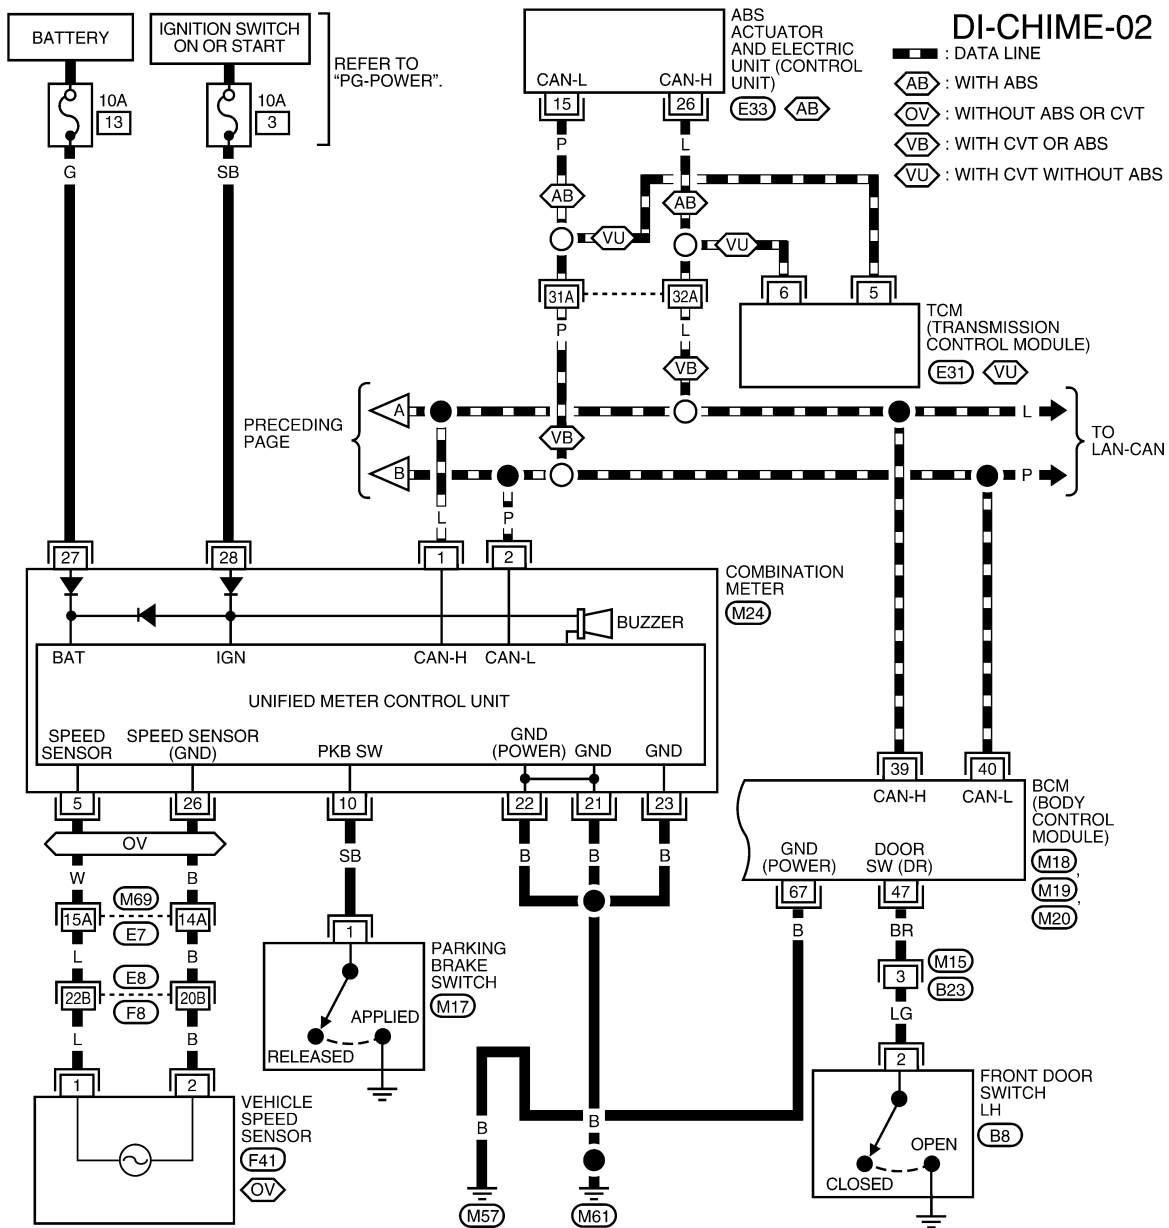 DI-CHIME-02
: DATA LINE
AB : WITH ABS
OV : WITHOUT ABS OR CVT
VB : WITH CVT OR ABS
VU : WITH CVT WITHOUT ABS
BATTERY
IGNITION SWITCH
ON OR START
REFER TO
"PG-POWER".
10A
13
10A
3
G
SB
ABS
ACTUATOR
AND ELECTRIC
UNIT (CONTROL
UNIT)
E33 AB
CAN-L
CAN-H
15
26
P
L
AB
AB
VU
VU
31A
32A
P
L
VB
VB
6
5
TCM
(TRANSMISSION
CONTROL MODULE)
E31 VU
PRECEDING
PAGE
A
B
L
P
TO
LAN-CAN
L
P
27
28
1
2
COMBINATION
METER
M24
BUZZER
BAT
IGN
CAN-H
CAN-L
UNIFIED METER CONTROL UNIT
SPEED
SENSOR
SPEED SENSOR
(GND)
PKB SW
GND
(POWER)
GND
GND
5
26
10
22
21
23
OV
W
B
SB
B
B
B
M69
15A
14A
E7
L
B
E8
22B
20B
F8
L
B
1
2
VEHICLE
SPEED
SENSOR
F41
OV
1
PARKING
BRAKE
SWITCH
M17
APPLIED
RELEASED
39
40
CAN-H
CAN-L
BCM
(BODY
CONTROL
MODULE)
M18 ,
M19 ,
M20
GND
(POWER)
DOOR
SW (DR)
67
47
B
BR
3
M15
B23
LG
2
FRONT DOOR
SWITCH
LH
B8
OPEN
CLOSED
B
B
M57
M61